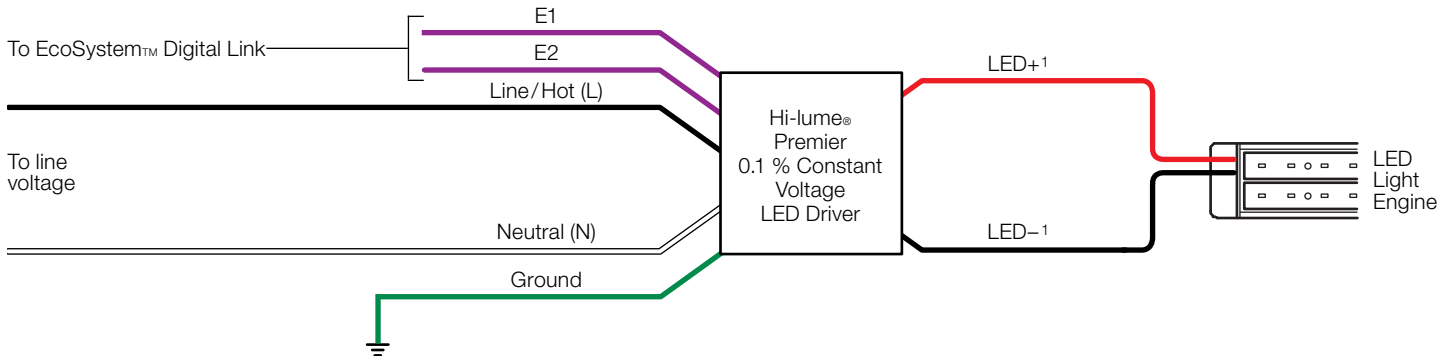 E1
To EcoSystem™ Digital Link
E2
Line/Hot (L)
To line
voltage
Neutral (N)
Ground
Hi-lume®
Premier
0.1 % Constant
Voltage
LED Driver
LED+¹
LED–¹
LED
Light
Engine